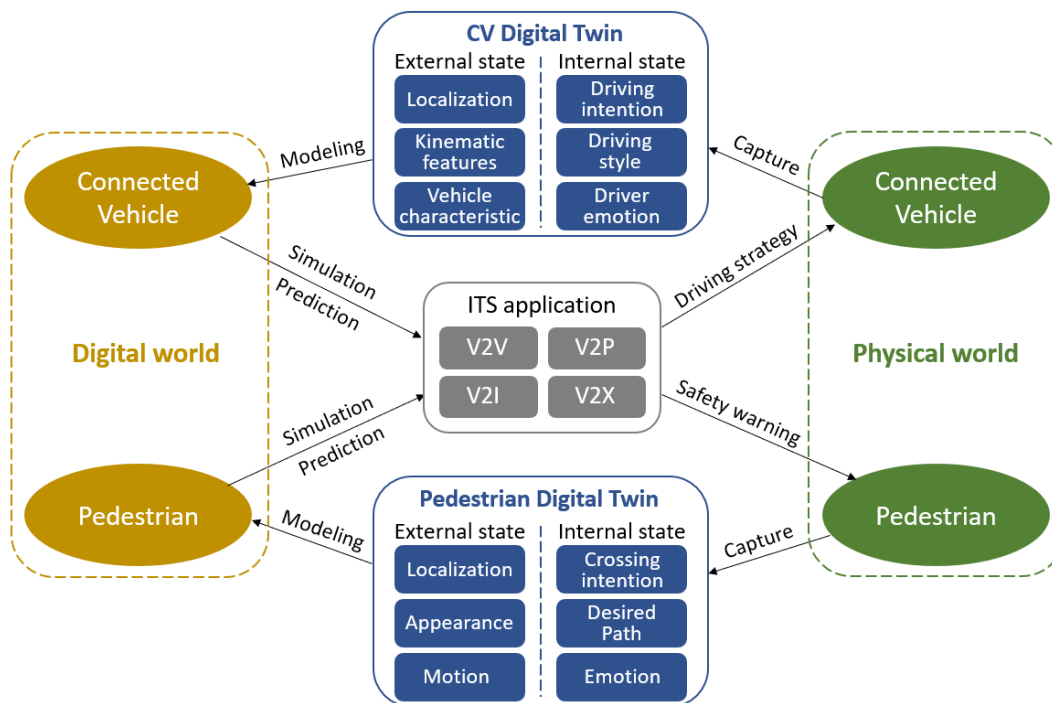 CV Digital Twin
External state
Internal state
Localization
Driving
intention
Kinematic
features
Driving
style
Vehicle
characteristic
Driver
emotion
Modeling
Capture
Connected
Vehicle
Connected
Vehicle
Simulation
Prediction
Driving strategy
ITS application
V2V
V2P
V2I
V2X
Digital world
Physical world
Simulation
Prediction
Safety warning
Pedestrian
Pedestrian
Modeling
Capture
Pedestrian Digital Twin
External state
Internal state
Localization
Crossing
intention
Appearance
Desired
Path
Motion
Emotion